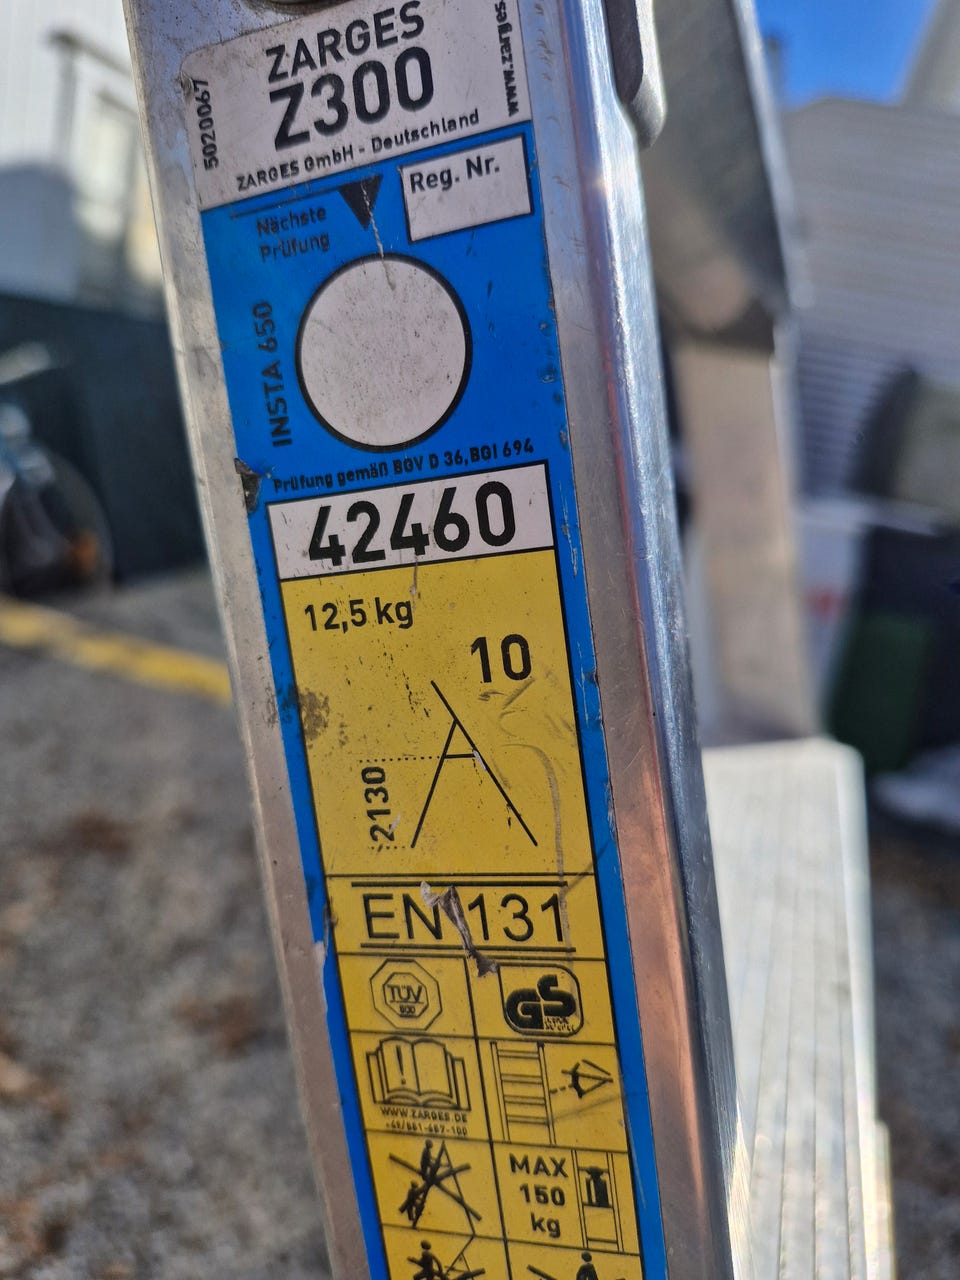 ZARGES
Z300
ZARGES GmbH - Deutschland
5020067
www.zarges.
Nächste
Prüfung
Reg. Nr.
INSTA 650
Prüfung gemäß BGV D 36, BGI 694
42460
12,5 kg
10
2130
EN 131
TÜV
SÜD
GS
WWW.ZARGES.DE
MAX
150
kg